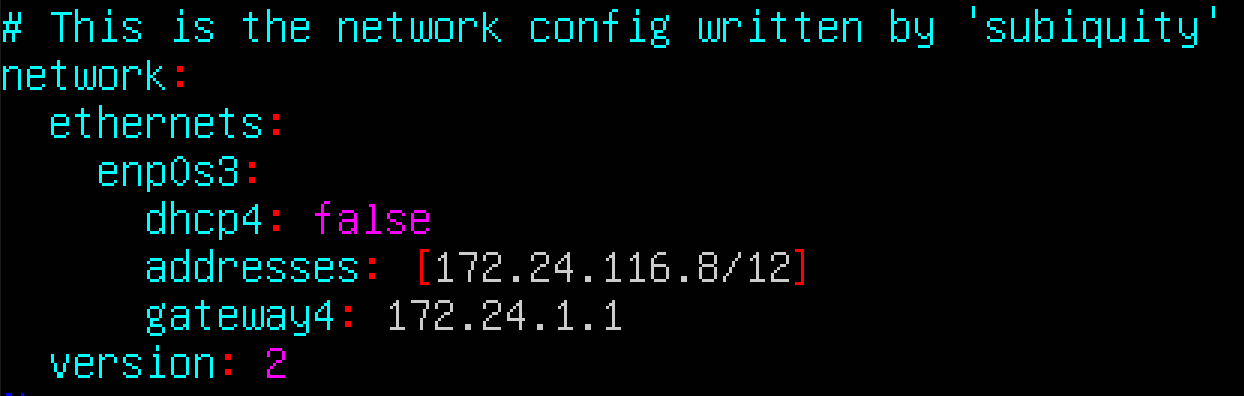 # This is the network config written by 'subiquity'
network:
  ethernets:
    enp0s3:
      dhcp4: false
      addresses: [172.24.116.8/12]
      gateway4: 172.24.1.1
  version: 2